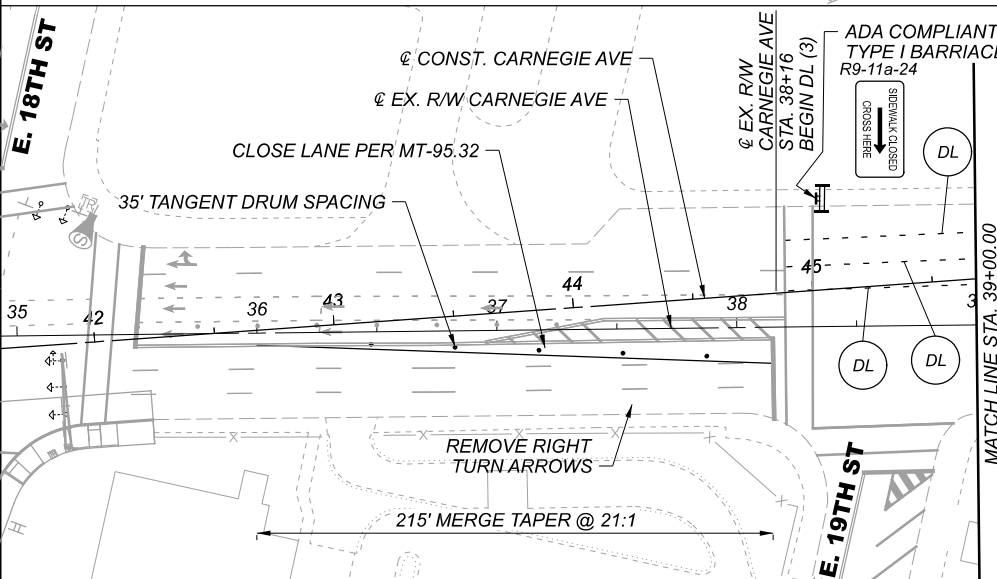 E. 18TH ST
℄ CONST. CARNEGIE AVE
℄ EX. R/W CARNEGIE AVE
CLOSE LANE PER MT-95.32
35' TANGENT DRUM SPACING
℄ EX. R/W
CARNEGIE AVE
STA. 38+16
BEGIN DL (3)
ADA COMPLIANT
TYPE I BARRIACE
R9-11a-24
SIDEWALK CLOSED
CROSS HERE
DL
S
35
42
36
43
37
44
38
45
DL
DL
MATCH LINE STA. 39+00.00
REMOVE RIGHT
TURN ARROWS
215' MERGE TAPER @ 21:1
E. 19TH ST
H